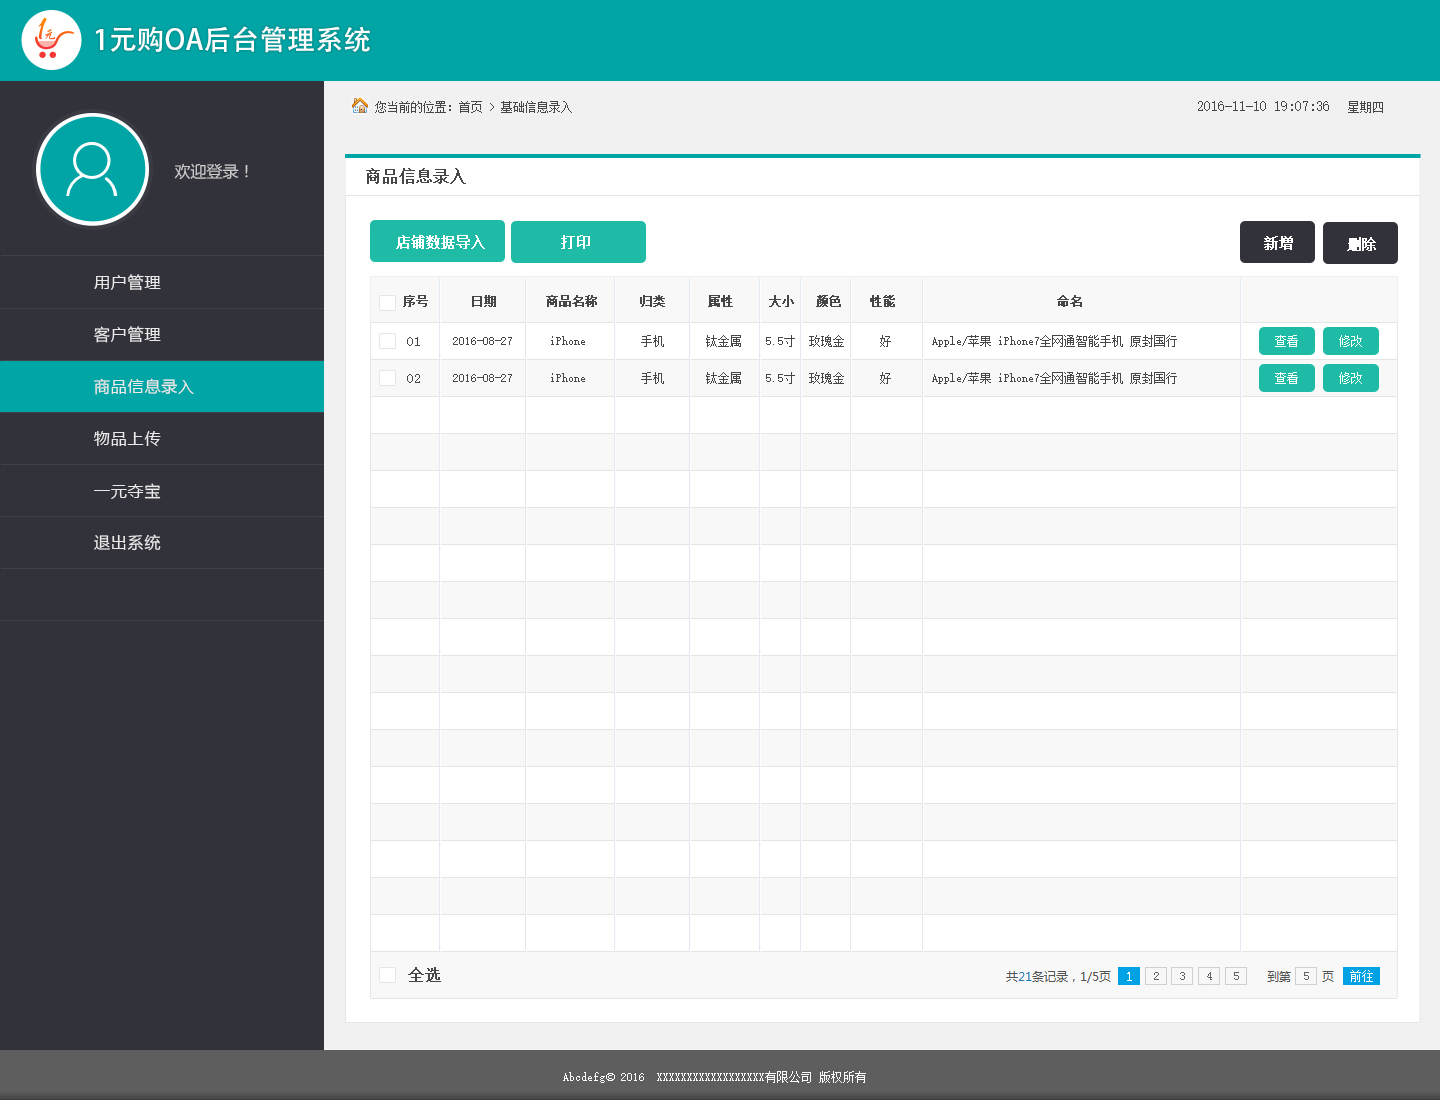 1元
1元购OA后台管理系统
您当前的位置：首页 > 基础信息录入
2016-11-10 19:07:36 星期四
欢迎登录！
用户管理
客户管理
商品信息录入
物品上传
一元夺宝
退出系统
商品信息录入
店铺数据导入 打印 新增 删除
序号 日期 商品名称 归类 属性 大小 颜色 性能 命名
01 2016-08-27 iPhone 手机 钛金属 5.5寸 玫瑰金 好 Apple/苹果 iPhone7全网通智能手机 原封国行 查看 修改
02 2016-08-27 iPhone 手机 钛金属 5.5寸 玫瑰金 好 Apple/苹果 iPhone7全网通智能手机 原封国行 查看 修改
全选 共21条记录，1/5页 1 2 3 4 5 到第 5 页 前往
Abcdefg© 2016 XXXXXXXXXXXXXXXXXX有限公司 版权所有